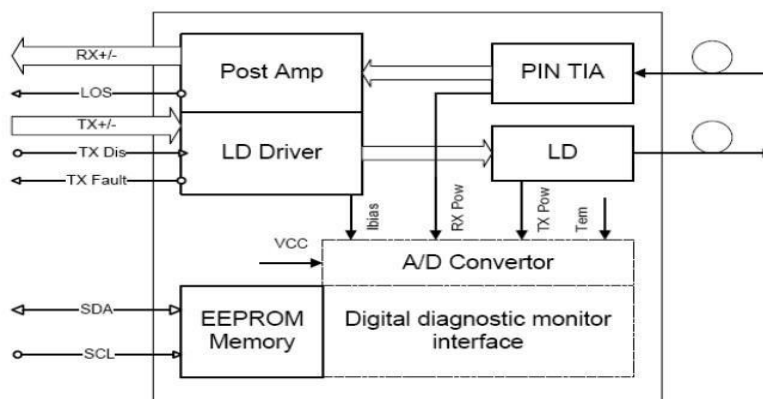 RX+/-
Post Amp
PIN TIA
LOS
TX+/-
LD Driver
LD
TX Dis
TX Fault
Ibias
RX Pow
TX Pow
Tem
VCC
A/D Convertor
SDA
EEPROM
Memory
Digital diagnostic monitor
interface
SCL